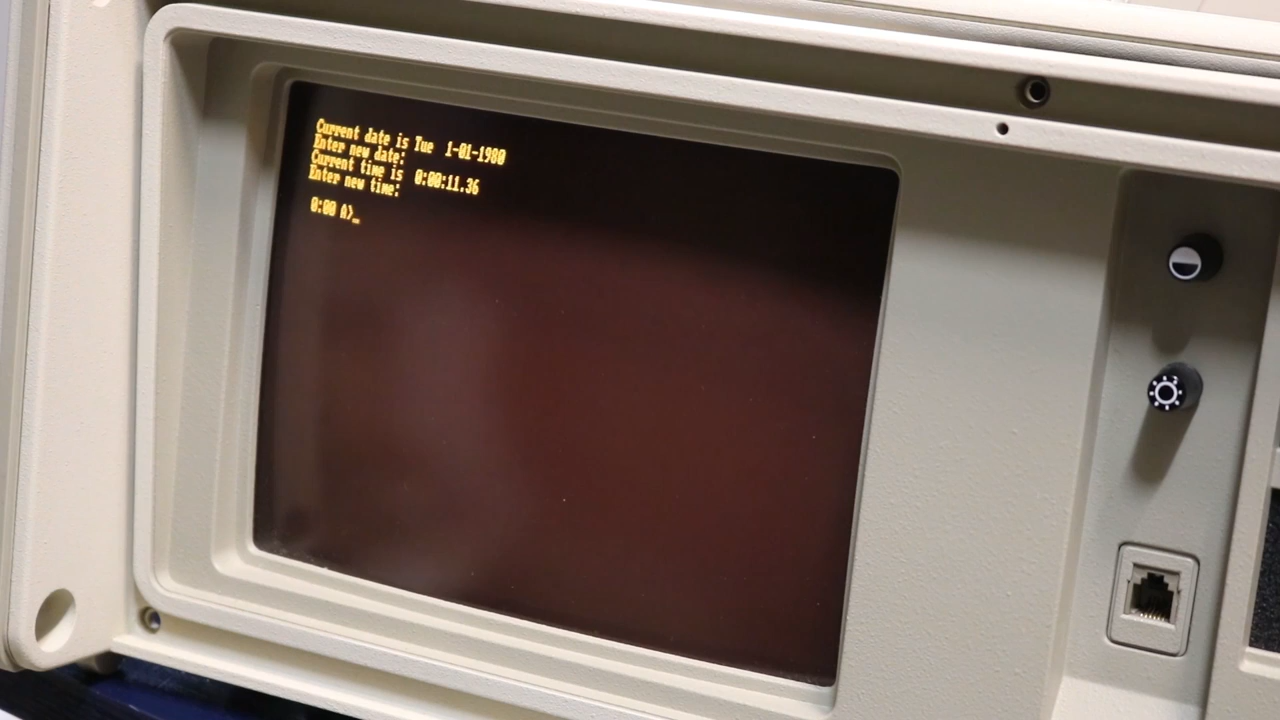 Current date is Tue  1-01-1980
Enter new date:
Current time is  0:00:11.36
Enter new time:
0:00 A>_